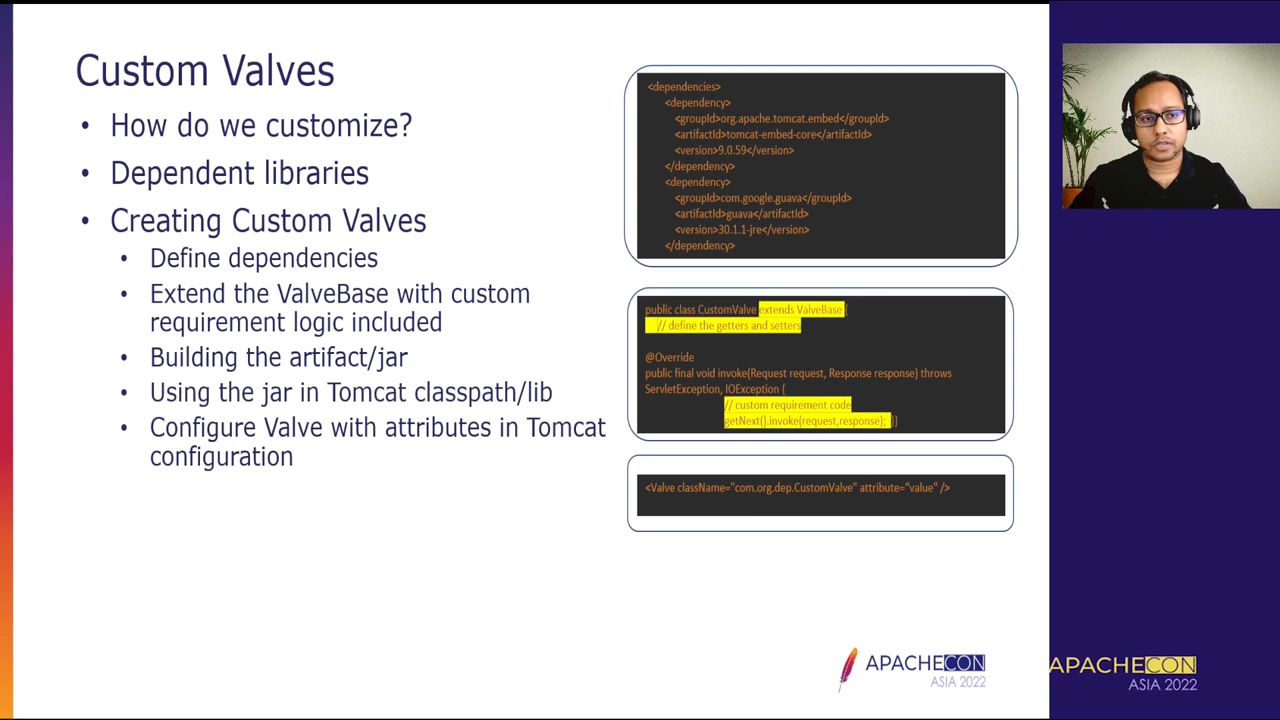 Custom Valves
• How do we customize?
• Dependent libraries
• Creating Custom Valves
• Define dependencies
• Extend the ValveBase with custom
requirement logic included
• Building the artifact/jar
• Using the jar in Tomcat classpath/lib
• Configure Valve with attributes in Tomcat
configuration
<dependencies>
<dependency>
<groupId>org.apache.tomcat.embed</groupId>
<artifactId>tomcat-embed-core</artifactId>
<version>9.0.59</version>
</dependency>
<dependency>
<groupId>com.google.guava</groupId>
<artifactId>guava</artifactId>
<version>30.1.1-jre</version>
</dependency>
public class CustomValve extends ValveBase {
// define the getters and setters
@Override
public final void invoke(Request request, Response response) throws
ServletException, IOException {
// custom requirement code
getNext().invoke(request,response); }}
<Valve className="com.org.dep.CustomValve" attribute="value" />
APACHECON
ASIA 2022
APACHECON
ASIA 2022